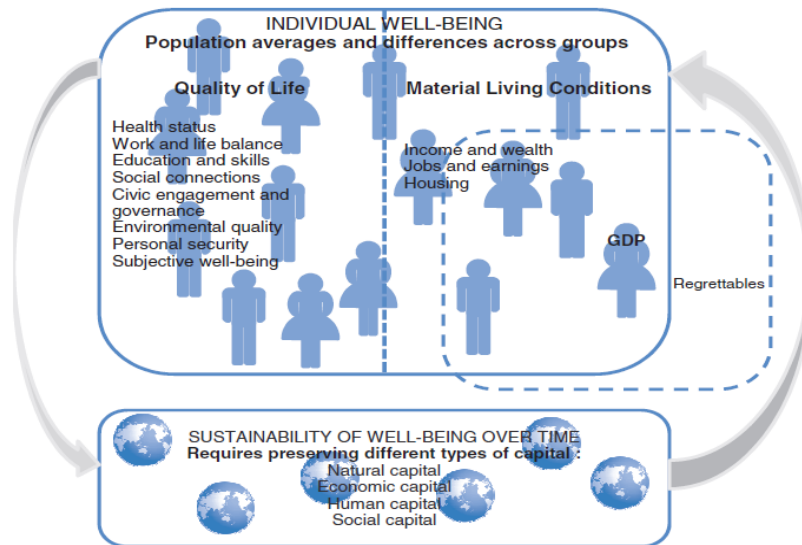 INDIVIDUAL WELL-BEING
Population averages and differences across groups
Quality of Life
Health status
Work and life balance
Education and skills
Social connections
Civic engagement and
governance
Environmental quality
Personal security
Subjective well-being
Material Living Conditions
Income and wealth
Jobs and earnings
Housing
GDP
Regrettables
SUSTAINABILITY OF WELL-BEING OVER TIME
Requires preserving different types of capital :
Natural capital
Economic capital
Human capital
Social capital